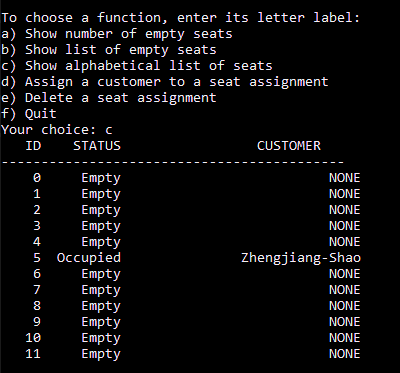 To choose a function, enter its letter label:
a) Show number of empty seats
b) Show list of empty seats
c) Show alphabetical list of seats
d) Assign a customer to a seat assignment
e) Delete a seat assignment
f) Quit
Your choice: c
ID STATUS CUSTOMER
-------------------------------------------
0 Empty NONE
1 Empty NONE
2 Empty NONE
3 Empty NONE
4 Empty NONE
5 Occupied Zhengjiang-Shao
6 Empty NONE
7 Empty NONE
8 Empty NONE
9 Empty NONE
10 Empty NONE
11 Empty NONE